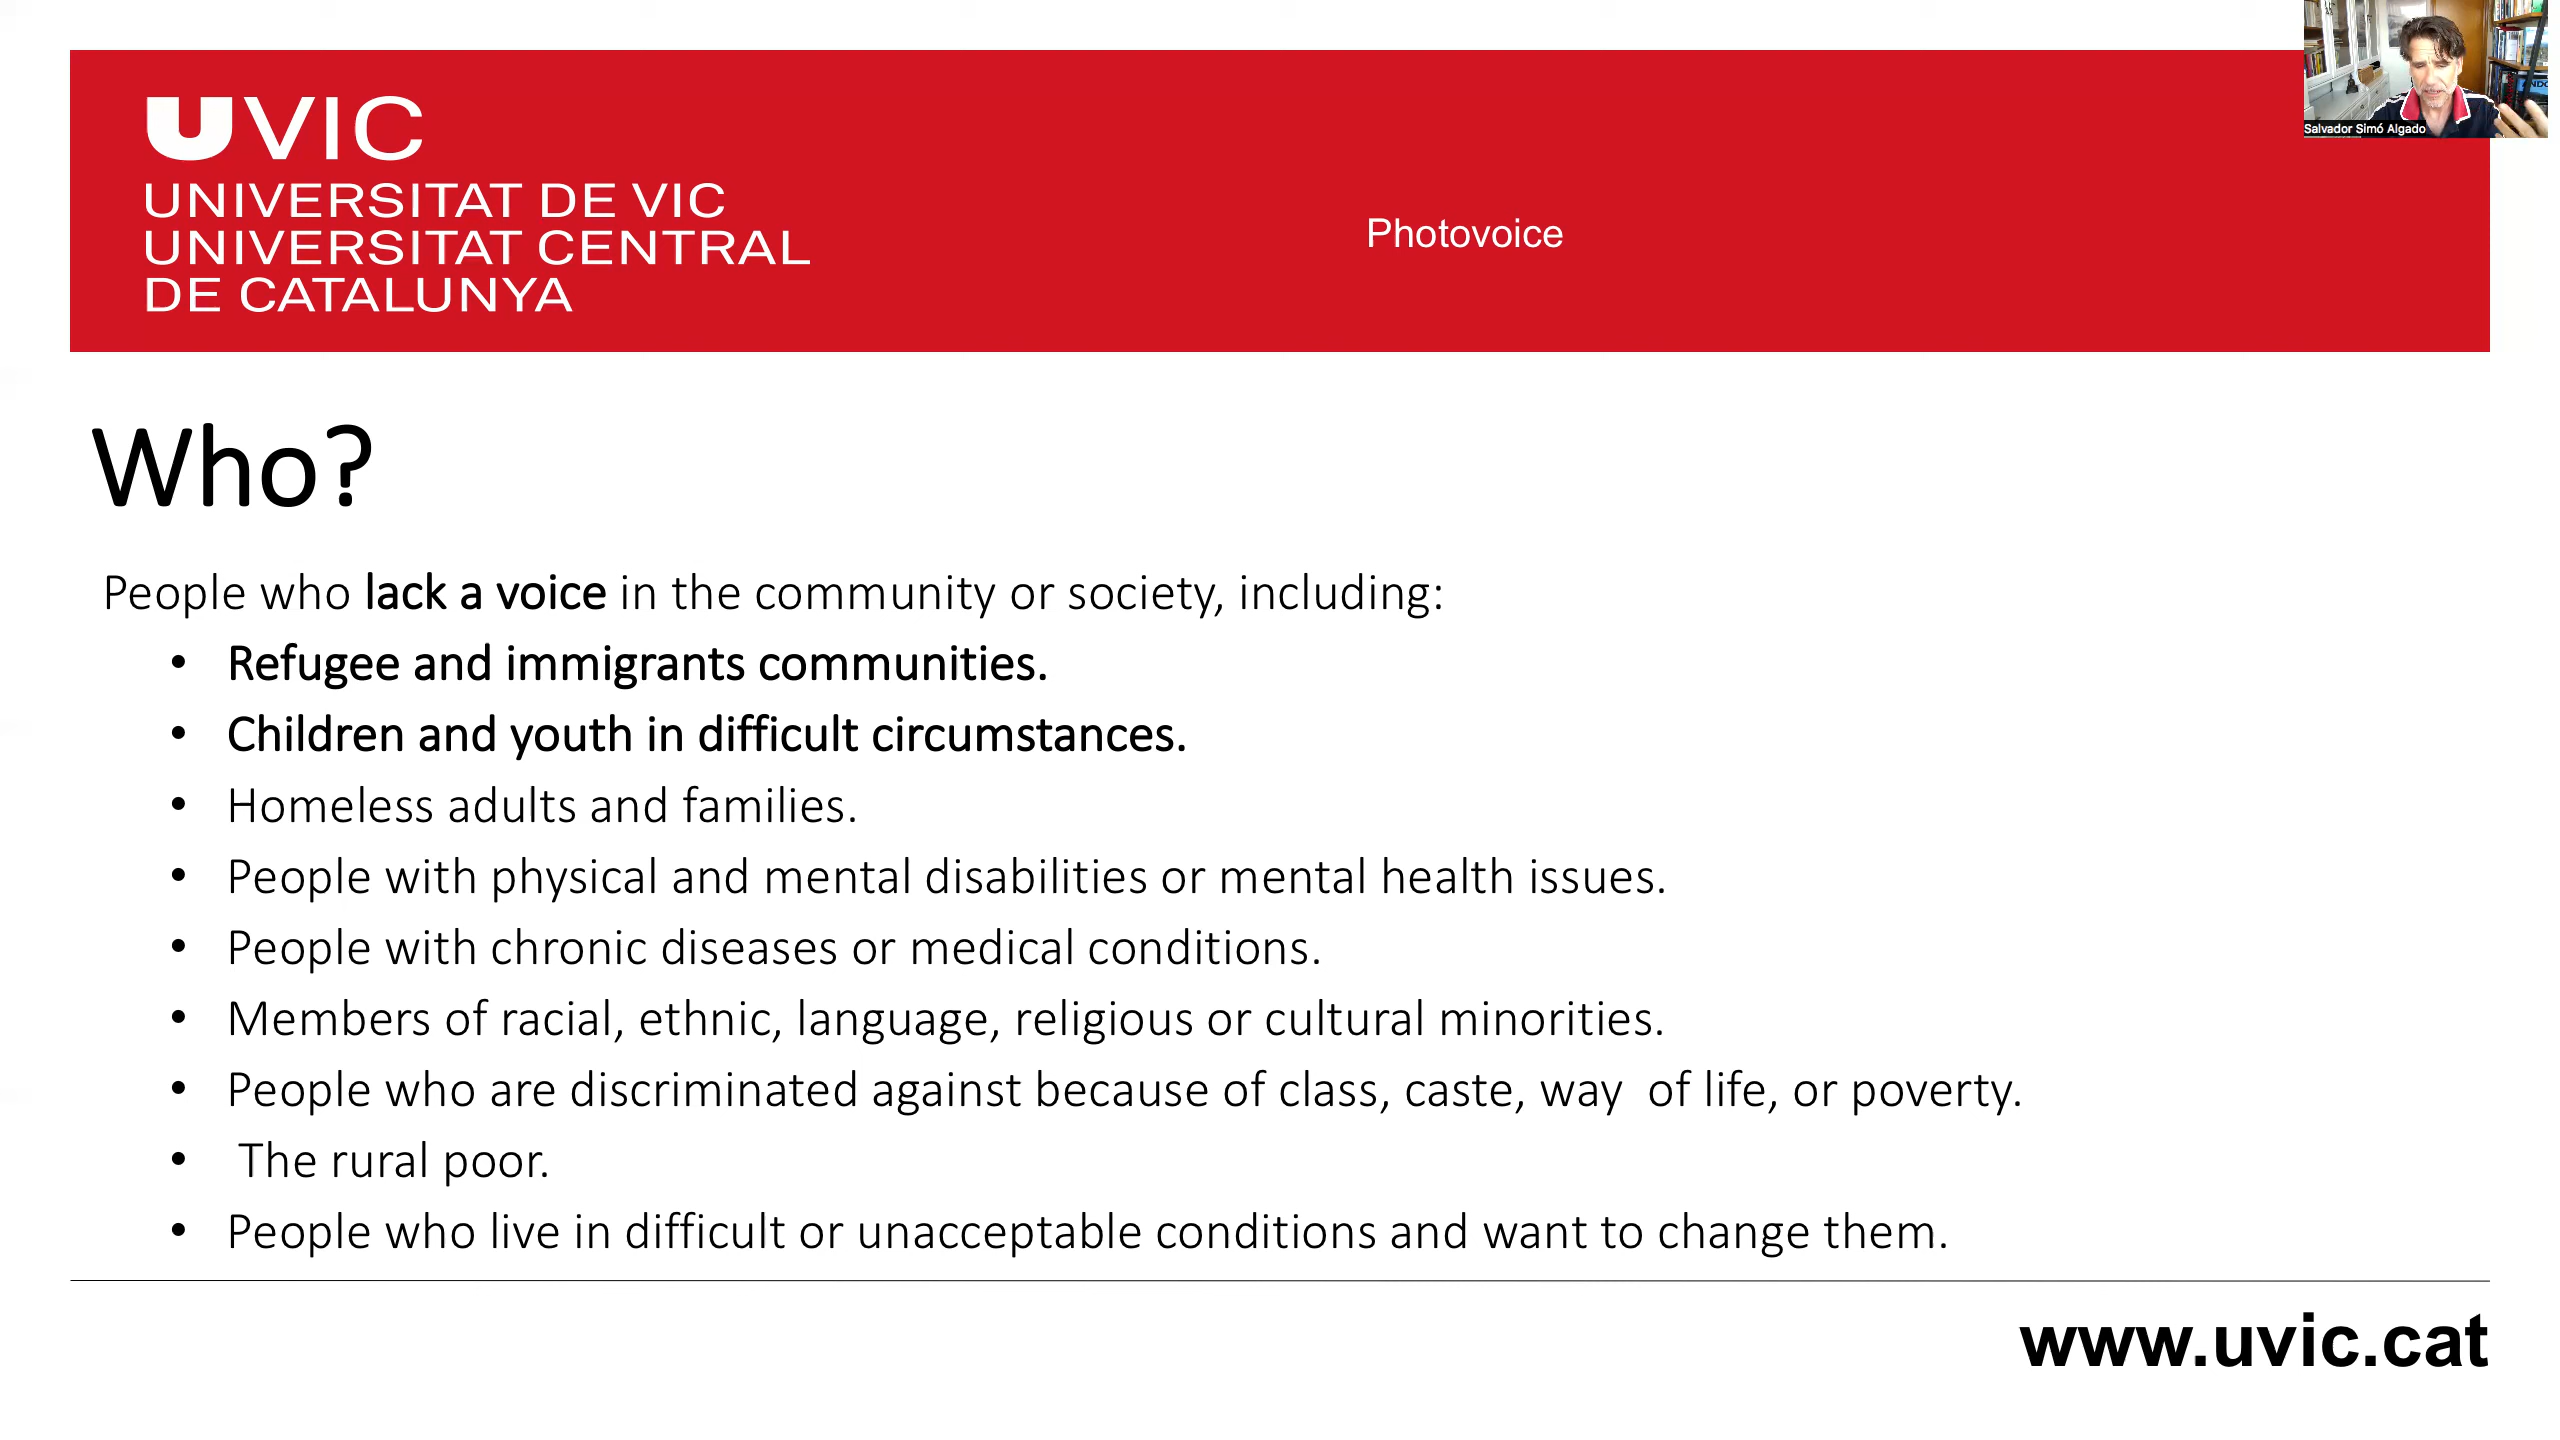 UVIC
UNIVERSITAT DE VIC
UNIVERSITAT CENTRAL
DE CATALUNYA
Photovoice
Salvador Simó Algado
Who?
People who lack a voice in the community or society, including:
• Refugee and immigrants communities.
• Children and youth in difficult circumstances.
• Homeless adults and families.
• People with physical and mental disabilities or mental health issues.
• People with chronic diseases or medical conditions.
• Members of racial, ethnic, language, religious or cultural minorities.
• People who are discriminated against because of class, caste, way  of life, or poverty.
• The rural poor.
• People who live in difficult or unacceptable conditions and want to change them.
www.uvic.cat